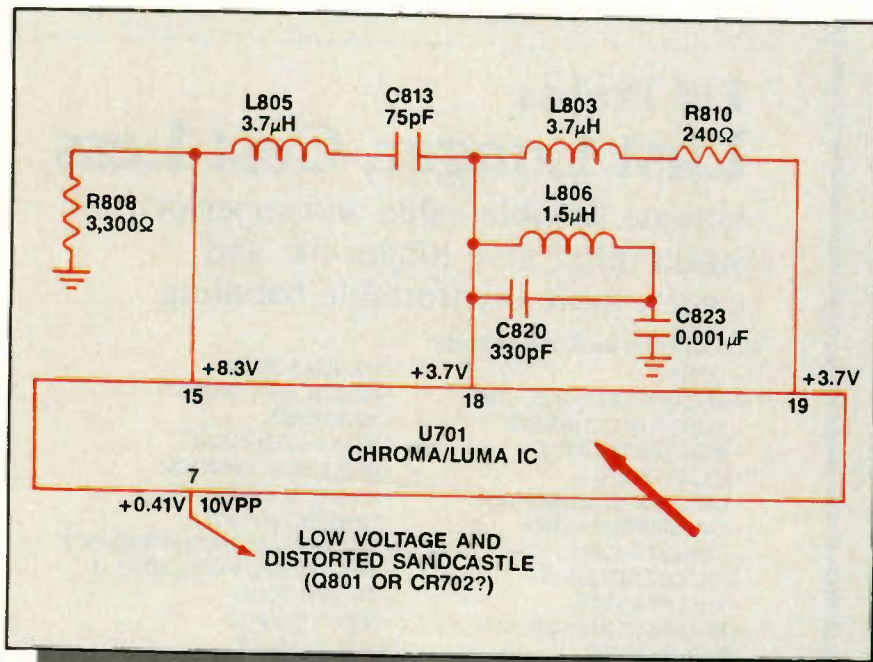 L805
3.7μH
C813
75pF
L803
3.7μH
R810
240Ω
R808
3,300Ω
L806
1.5μH
C820
330pF
C823
0.001μF
+8.3V
15
+3.7V
18
+3.7V
19
U701
CHROMA/LUMA IC
7
+0.41V 10VPP
LOW VOLTAGE AND
DISTORTED SANDCASTLE
(Q801 OR CR702?)